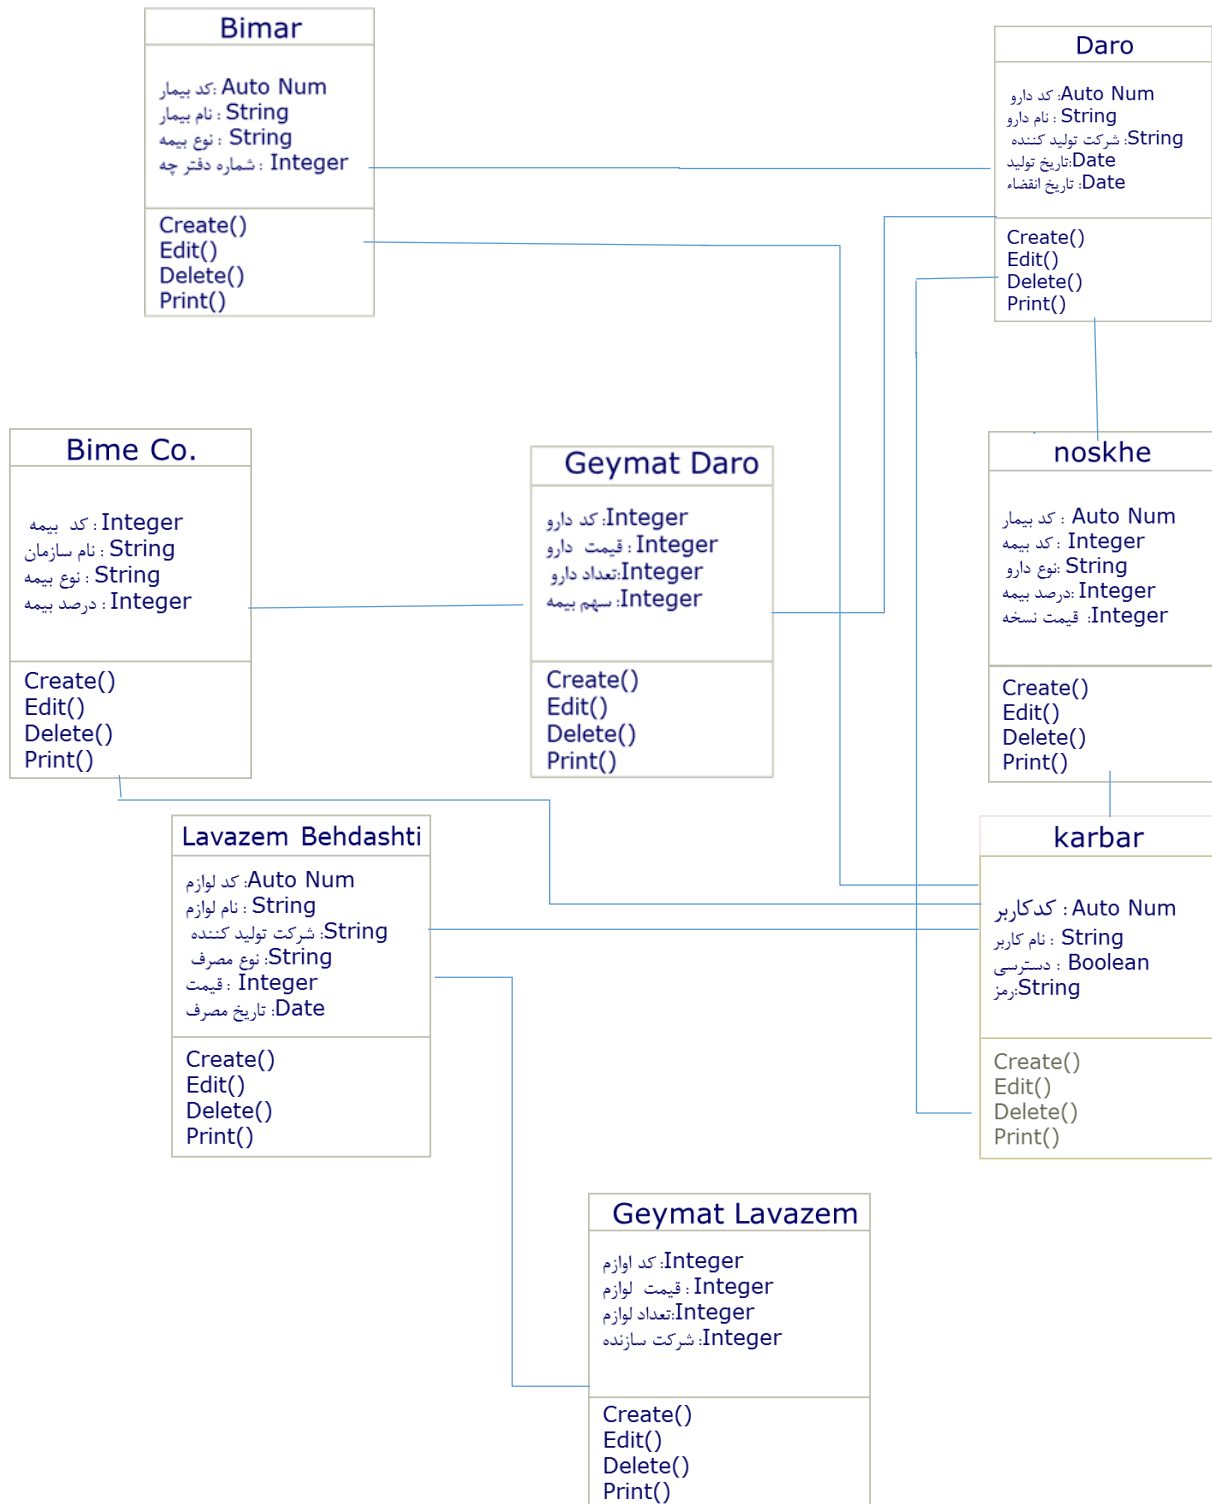 Bimar
کد بیمار: Auto Num
نام بیمار : String
نوع بیمه : String
شماره دفتر چه : Integer
Create()
Edit()
Delete()
Print()
Daro
کد دارو :Auto Num
نام دارو : String
شرکت تولید کننده :String
تاریخ تولید:Date
تاریخ انقضاء :Date
Create()
Edit()
Delete()
Print()
Bime Co.
کد بیمه : Integer
نام سازمان : String
نوع بیمه : String
درصد بیمه : Integer
Create()
Edit()
Delete()
Print()
Geymat Daro
کد دارو :Integer
قیمت دارو : Integer
تعداد دارو:Integer
سهم بیمه :Integer
Create()
Edit()
Delete()
Print()
noskhe
کد بیمار : Auto Num
کد بیمه : Integer
نوع دارو: String
درصد بیمه: Integer
قیمت نسخه :Integer
Create()
Edit()
Delete()
Print()
Lavazem Behdashti
کد لوازم :Auto Num
نام لوازم : String
شرکت تولید کننده :String
نوع مصرف :String
قیمت : Integer
تاریخ مصرف :Date
Create()
Edit()
Delete()
Print()
karbar
کدکاربر : Auto Num
نام کاربر : String
دسترسی : Boolean
رمز:String
Create()
Edit()
Delete()
Print()
Geymat Lavazem
کد اوازم :Integer
قیمت لوازم : Integer
تعداد لوازم:Integer
شرکت سازنده :Integer
Create()
Edit()
Delete()
Print()